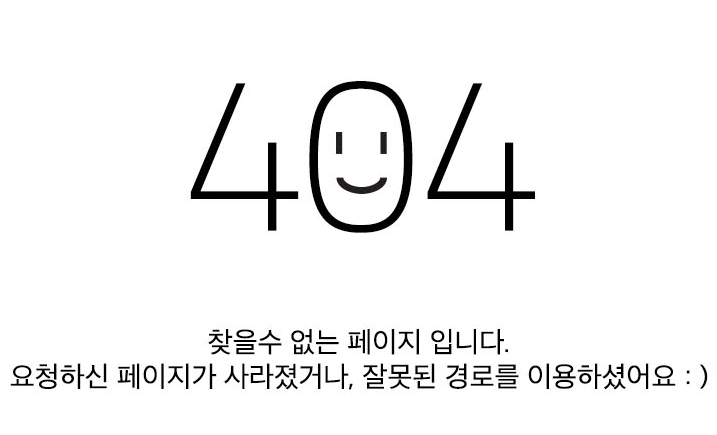 404
찾을수 없는 페이지 입니다.
요청하신 페이지가 사라졌거나, 잘못된 경로를 이용하셨어요 : )